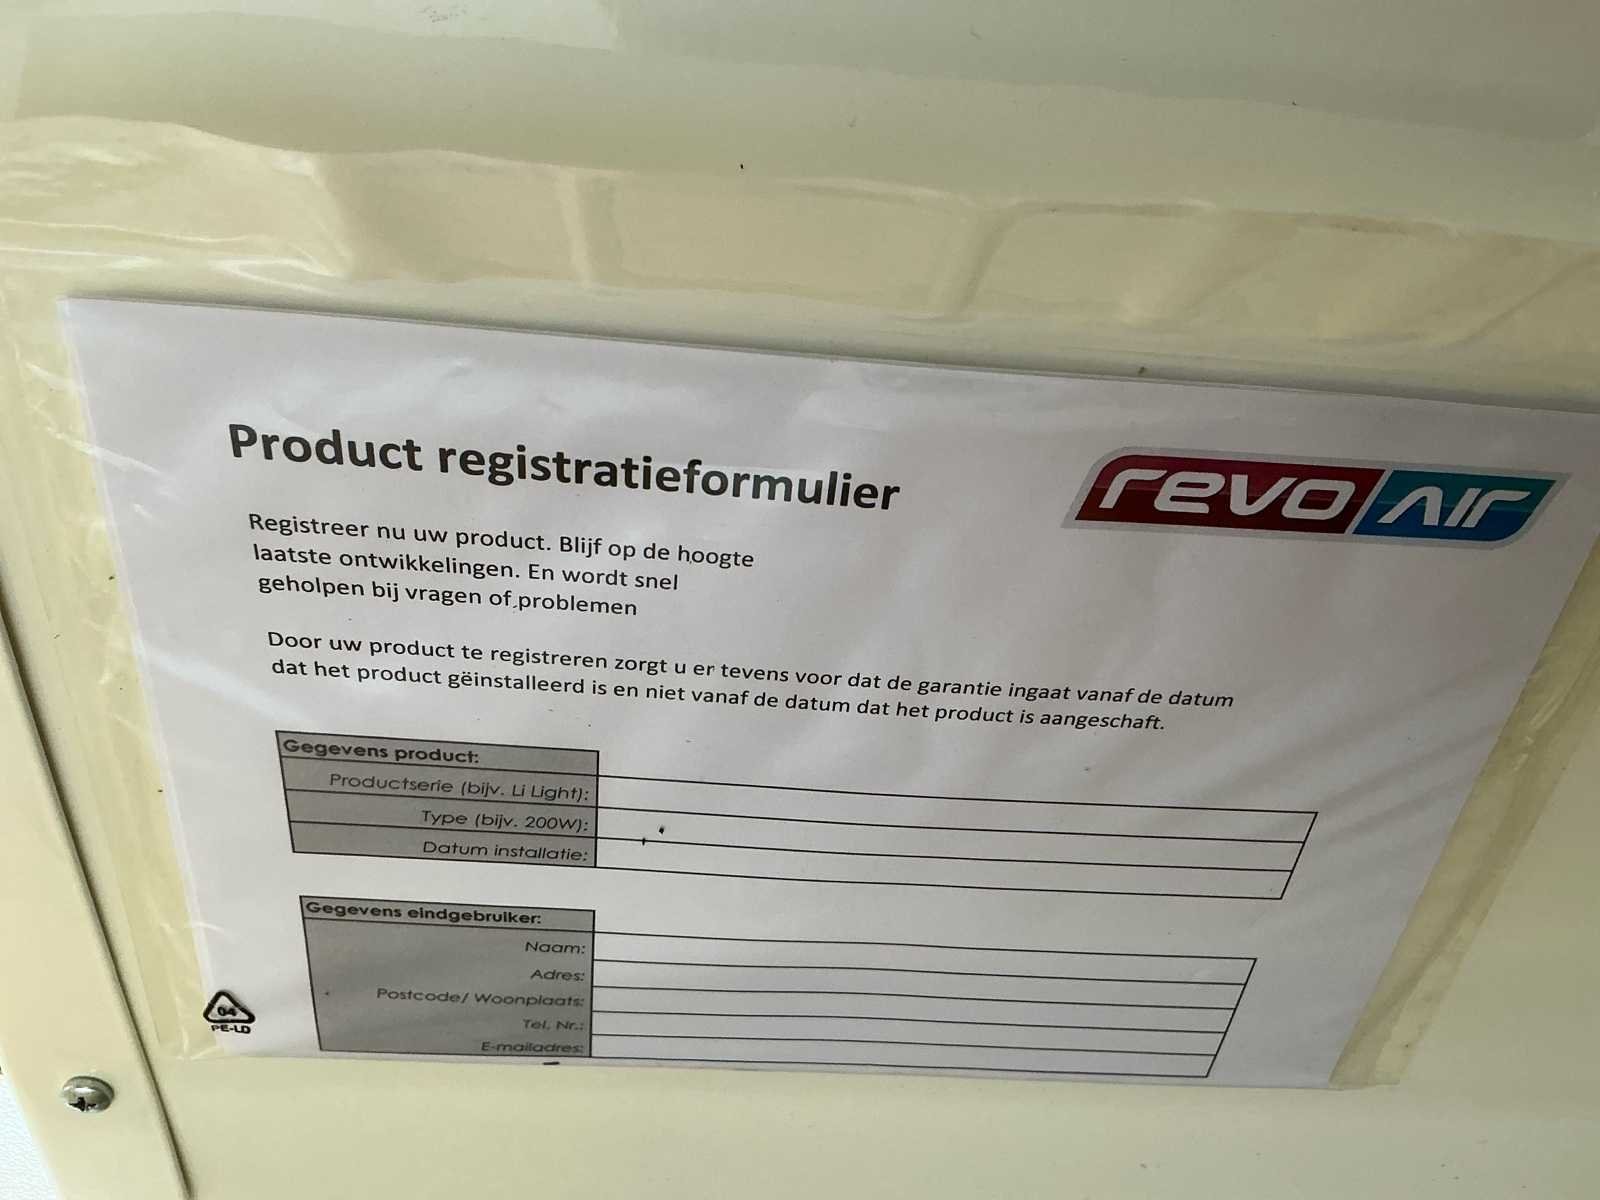 Product registratieformulier
revo AIR
Registreer nu uw product. Blijf op de hoogte
laatste ontwikkelingen. En wordt snel
geholpen bij vragen of problemen
Door uw product te registreren zorgt u er tevens voor dat de garantie ingaat vanaf de datum
dat het product gëinstalleerd is en niet vanaf de datum dat het product is aangeschaft.
Gegevens product:
Productserie (bijv. Li Light):
Type (bijv. 200W):
Datum installatie:
Gegevens eindgebruiker:
Naam:
Adres:
Postcode/ Woonplaats:
Tel. Nr.:
E-mailadres:
04
PE-LD